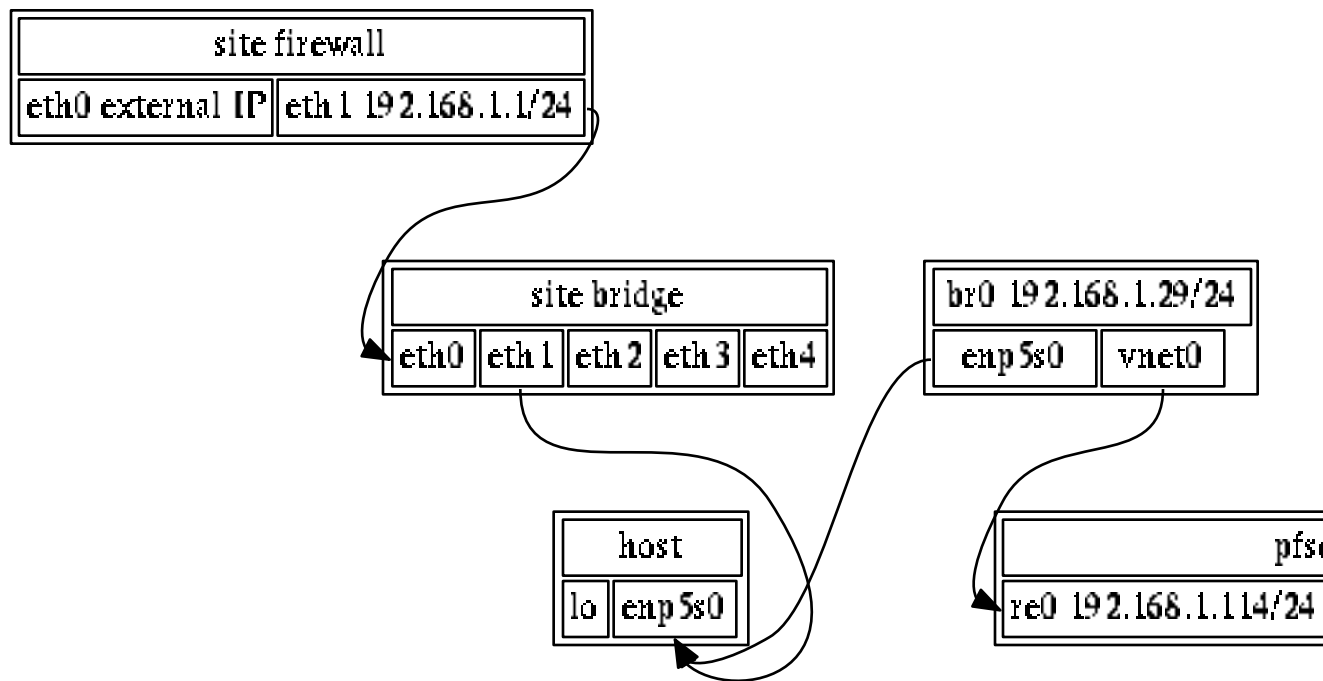 site firewall
eth0 external IP eth1 192.168.1.1/24
site bridge
eth0 eth1 eth2 eth3 eth4
br0 192.168.1.29/24
enp5s0 vnet0
host
lo enp5s0
re0 192.168.1.114/24